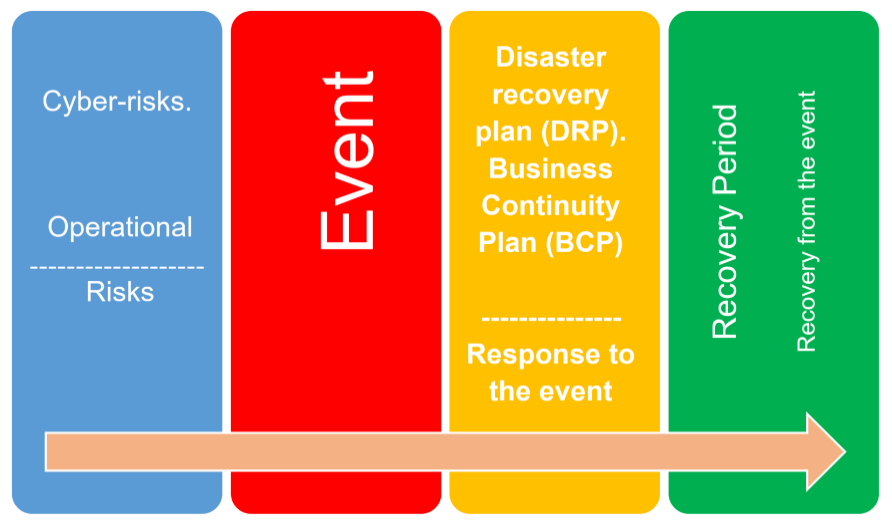 Cyber-risks.
Operational
-------------------
Risks
Event
Disaster
recovery
plan (DRP).
Business
Continuity
Plan (BCP)
---------------
Response to
the event
Recovery Period
Recovery from the event